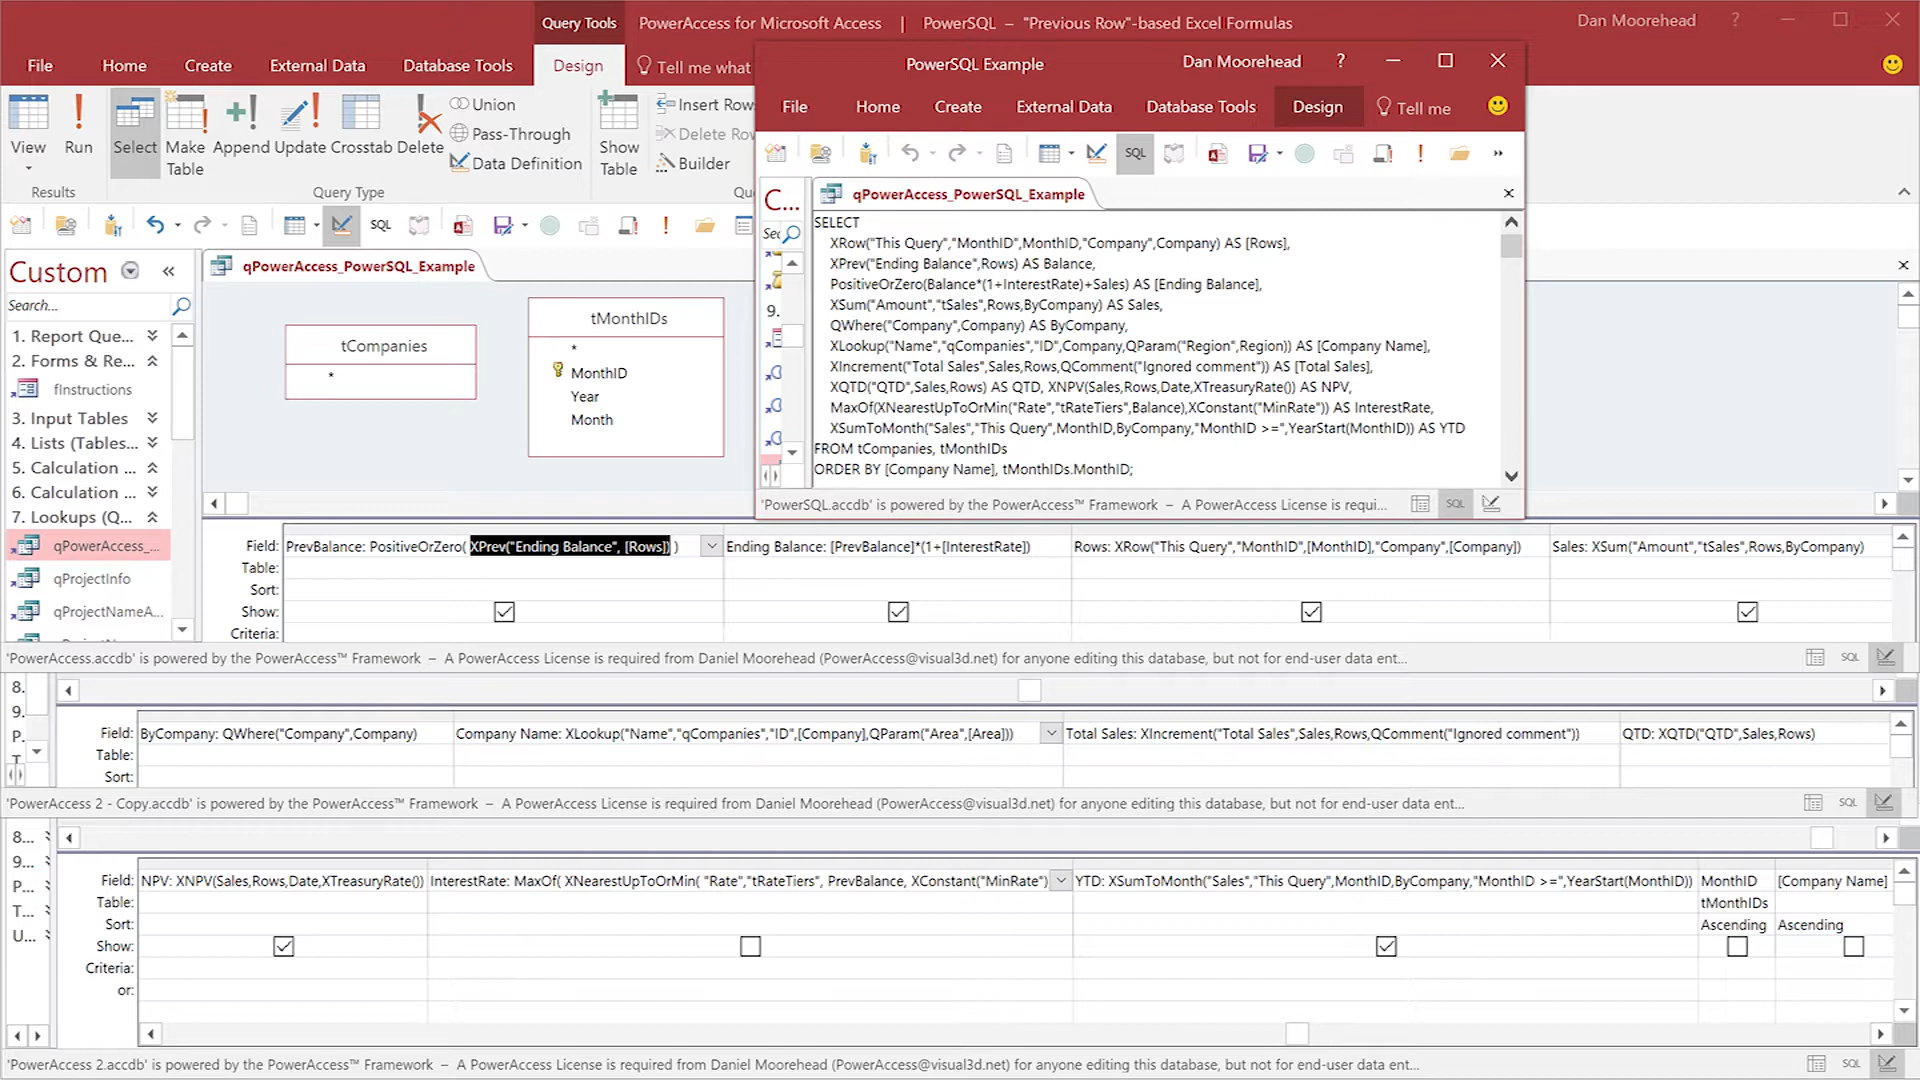 Query Tools
PowerAccess for Microsoft Access | PowerSQL – "Previous Row"-based Excel Formulas
Dan Moorehead ?
File Home Create External Data Database Tools Design Tell me what
View Run Select Make Table Append Update Crosstab Delete
Union
Pass-Through
Data Definition
Show Table
Insert Row
Delete Ro
Builder
Results
Query Type
SQL
Custom
Search...
1. Report Que...
2. Forms & Re...
fInstructions
3. Input Tables
4. Lists (Tables...
5. Calculation ...
6. Calculation ...
7. Lookups (Q...
qPowerAccess_...
qProjectInfo
qProjectNameA...
qPowerAccess_PowerSQL_Example
tCompanies
*
tMonthIDs
*
MonthID
Year
Month
PowerSQL Example
Dan Moorehead ?
File Home Create External Data Database Tools Design Tell me
SQL
C...
9.
qPowerAccess_PowerSQL_Example
SELECT
XRow("This Query","MonthID",MonthID,"Company",Company) AS [Rows],
XPrev("Ending Balance",Rows) AS Balance,
PositiveOrZero(Balance*(1+InterestRate)+Sales) AS [Ending Balance],
XSum("Amount","tSales",Rows,ByCompany) AS Sales,
QWhere("Company",Company) AS ByCompany,
XLookup("Name","qCompanies","ID",Company,QParam("Region",Region)) AS [Company Name],
XIncrement("Total Sales",Sales,Rows,QComment("Ignored comment")) AS [Total Sales],
XQTD("QTD",Sales,Rows) AS QTD, XNPV(Sales,Rows,Date,XTreasuryRate()) AS NPV,
MaxOf(XNearestUpToOrMin("Rate","tRateTiers",Balance),XConstant("MinRate")) AS InterestRate,
XSumToMonth("Sales","This Query",MonthID,ByCompany,"MonthID >=",YearStart(MonthID)) AS YTD
FROM tCompanies, tMonthIDs
ORDER BY [Company Name], tMonthIDs.MonthID;
'PowerSQL.accdb' is powered by the PowerAccess™ Framework – A PowerAccess License is requi... SQL
Field: PrevBalance: PositiveOrZero( XPrev("Ending Balance", [Rows]) ) Ending Balance: [PrevBalance]*(1+[InterestRate]) Rows: XRow("This Query","MonthID",[MonthID],"Company",[Company]) Sales: XSum("Amount","tSales",Rows,ByCompany)
Table:
Sort:
Show:
Criteria:
'PowerAccess.accdb' is powered by the PowerAccess™ Framework – A PowerAccess License is required from Daniel Moorehead (PowerAccess@visual3d.net) for anyone editing this database, but not for end-user data ent... SQL
8.
9.
P.
Field: ByCompany: QWhere("Company",Company) Company Name: XLookup("Name","qCompanies","ID",[Company],QParam("Area",[Area])) Total Sales: XIncrement("Total Sales",Sales,Rows,QComment("Ignored comment")) QTD: XQTD("QTD",Sales,Rows)
Table:
Sort:
'PowerAccess 2 - Copy.accdb' is powered by the PowerAccess™ Framework – A PowerAccess License is required from Daniel Moorehead (PowerAccess@visual3d.net) for anyone editing this database, but not for end-user data ent... SQL
8...
9...
P...
T...
U...
Field: NPV: XNPV(Sales,Rows,Date,XTreasuryRate()) InterestRate: MaxOf( XNearestUpToOrMin( "Rate","tRateTiers", PrevBalance, XConstant("MinRate") YTD: XSumToMonth("Sales","This Query",MonthID,ByCompany,"MonthID >=",YearStart(MonthID)) MonthID [Company Name]
Table: tMonthIDs
Sort: Ascending Ascending
Show:
Criteria:
or:
'PowerAccess 2.accdb' is powered by the PowerAccess™ Framework – A PowerAccess License is required from Daniel Moorehead (PowerAccess@visual3d.net) for anyone editing this database, but not for end-user data ent... SQL